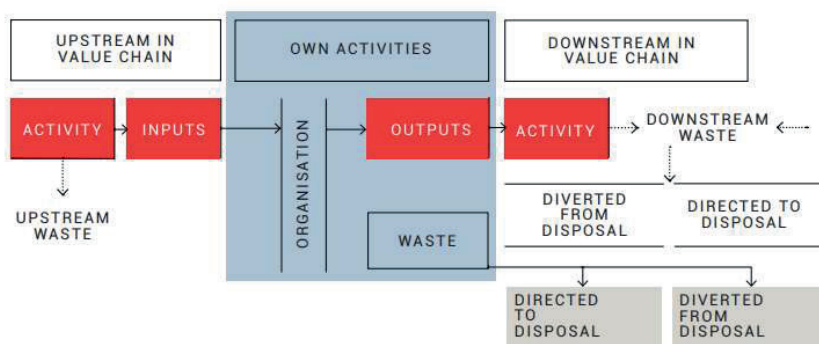 UPSTREAM IN
VALUE CHAIN
OWN ACTIVITIES
DOWNSTREAM IN
VALUE CHAIN
ACTIVITY
INPUTS
ORGANISATION
OUTPUTS
ACTIVITY
DOWNSTREAM
WASTE
UPSTREAM
WASTE
WASTE
DIVERTED
FROM
DISPOSAL
DIRECTED TO
DISPOSAL
DIRECTED
TO
DISPOSAL
DIVERTED
FROM
DISPOSAL